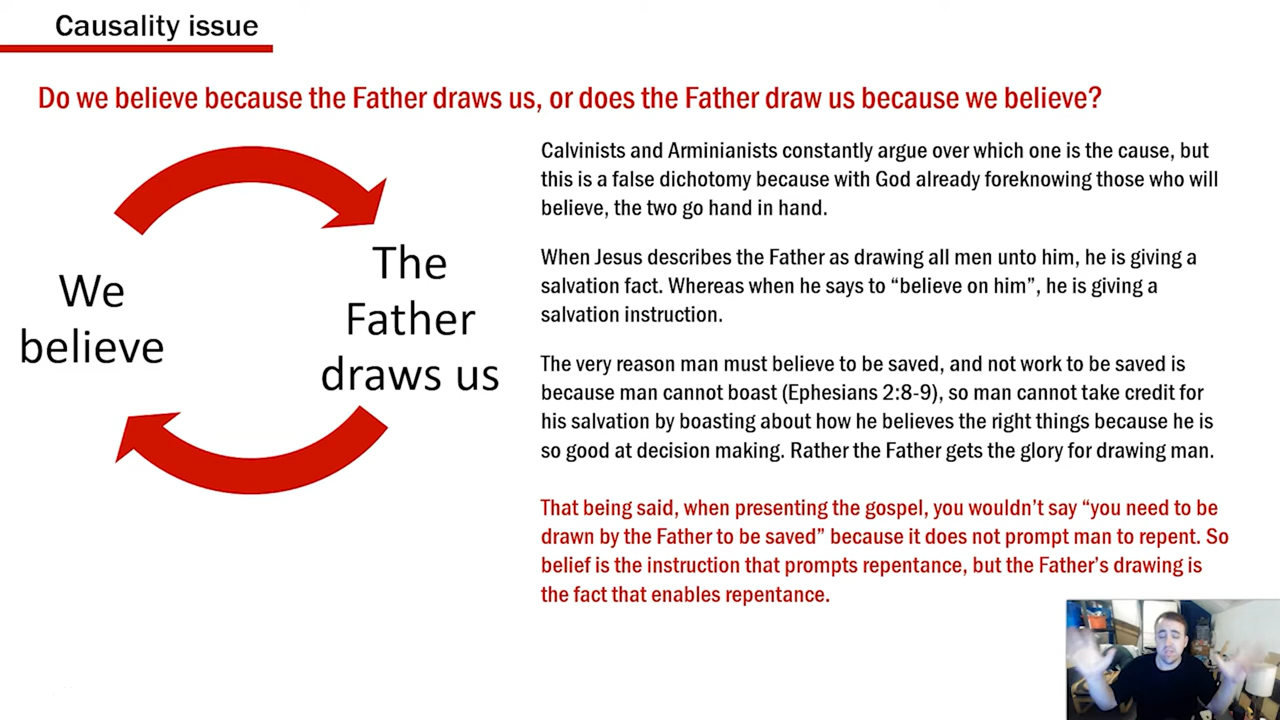 Causality issue
Do we believe because the Father draws us, or does the Father draw us because we believe?
We
believe
The
Father
draws us
Calvinists and Arminianists constantly argue over which one is the cause, but
this is a false dichotomy because with God already foreknowing those who will
believe, the two go hand in hand.
When Jesus describes the Father as drawing all men unto him, he is giving a
salvation fact. Whereas when he says to “believe on him”, he is giving a
salvation instruction.
The very reason man must believe to be saved, and not work to be saved is
because man cannot boast (Ephesians 2:8-9), so man cannot take credit for
his salvation by boasting about how he believes the right things because he is
so good at decision making. Rather the Father gets the glory for drawing man.
That being said, when presenting the gospel, you wouldn’t say “you need to be
drawn by the Father to be saved” because it does not prompt man to repent. So
belief is the instruction that prompts repentance, but the Father’s drawing is
the fact that enables repentance.